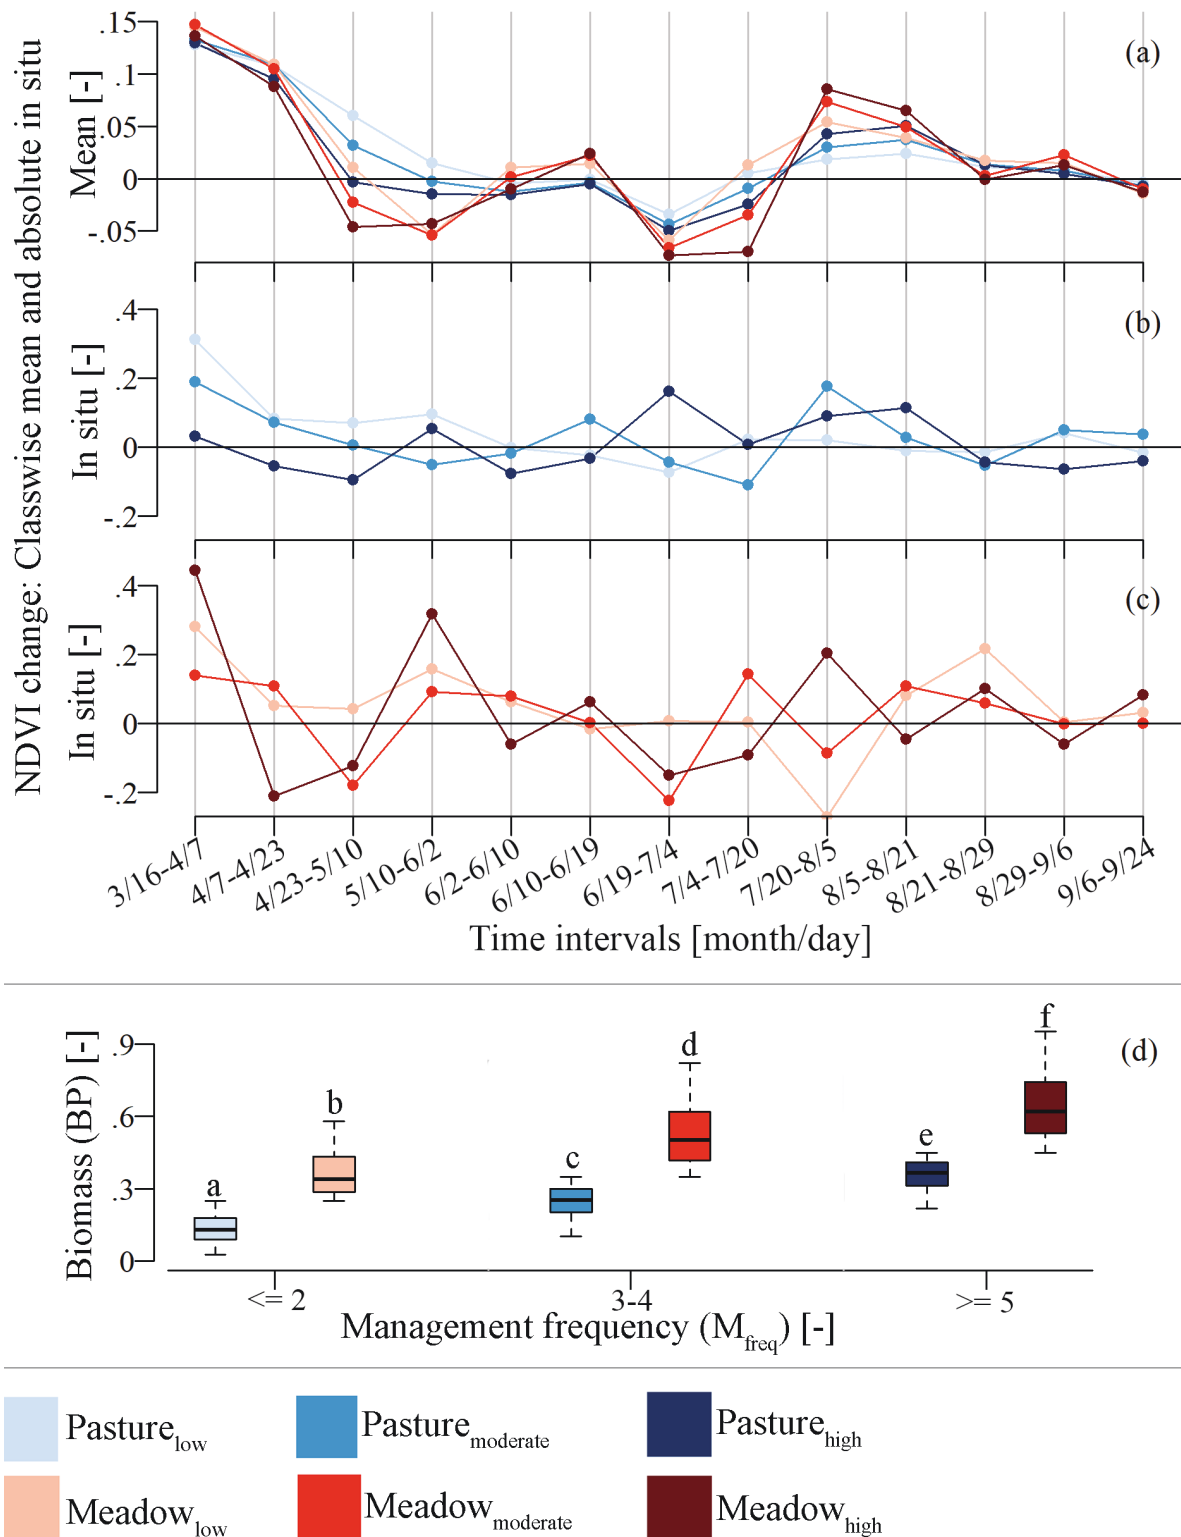 NDVI change: Classwise mean and absolute in situ
Mean [-]
.15
.1
.05
0
-.05
(a)
In situ [-]
.4
.2
0
-.2
(b)
In situ [-]
.4
.2
0
-.2
(c)
3/16-4/7
4/7-4/23
4/23-5/10
5/10-6/2
6/2-6/10
6/10-6/19
6/19-7/4
7/4-7/20
7/20-8/5
8/5-8/21
8/21-8/29
8/29-9/6
9/6-9/24
Time intervals [month/day]
Biomass (BP) [-]
.9
.6
.3
0
a
b
c
d
e
f
(d)
<= 2
3-4
>= 5
Management frequency (Mfreq) [-]
Pasturelow
Pasturemoderate
Pasturehigh
Meadowlow
Meadowmoderate
Meadowhigh